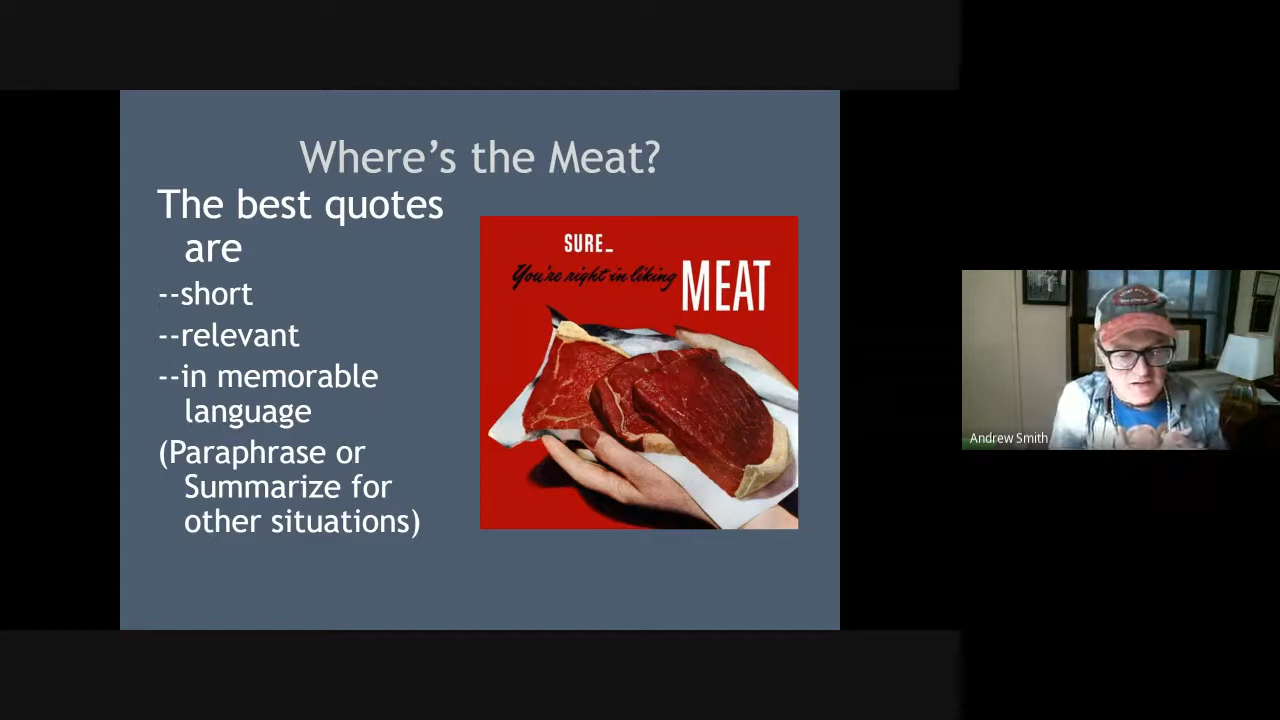 Where's the Meat?
The best quotes
are
--short
--relevant
--in memorable
language
(Paraphrase or
Summarize for
other situations)
SURE_
You're right in liking
MEAT
Andrew Smith